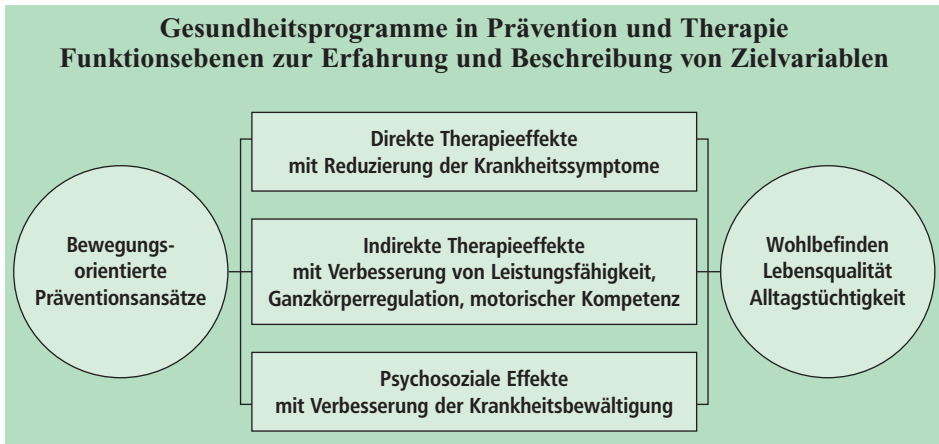 Gesundheitsprogramme in Prävention und Therapie
Funktionsebenen zur Erfahrung und Beschreibung von Zielvariablen
Direkte Therapieeffekte
mit Reduzierung der Krankheitssymptome
Bewegungs-
orientierte
Präventionsansätze
Indirekte Therapieeffekte
mit Verbesserung von Leistungsfähigkeit,
Ganzkörperregulation, motorischer Kompetenz
Wohlbefinden
Lebensqualität
Alltagstüchtigkeit
Psychosoziale Effekte
mit Verbesserung der Krankheitsbewältigung